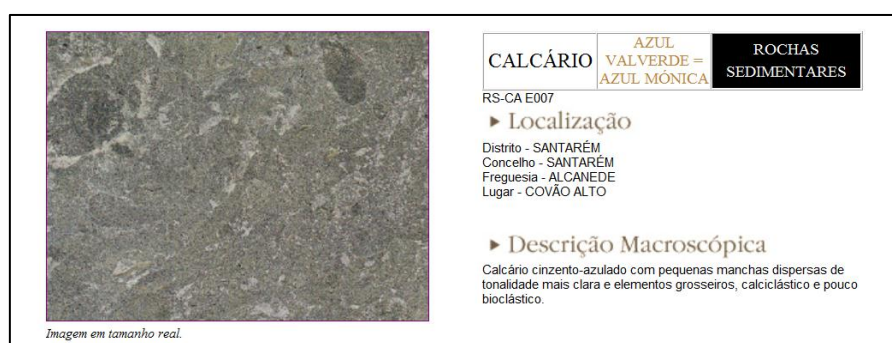 CALCÁRIO
AZUL
VALVERDE =
AZUL MÓNICA
ROCHAS
SEDIMENTARES
RS-CA E007
Localização
Distrito - SANTARÉM
Concelho - SANTARÉM
Freguesia - ALCANEDE
Lugar - COVÃO ALTO
Descrição Macroscópica
Calcário cinzento-azulado com pequenas manchas dispersas de
tonalidade mais clara e elementos grosseiros, calciclástico e pouco
bioclástico.
Imagem em tamanho real.